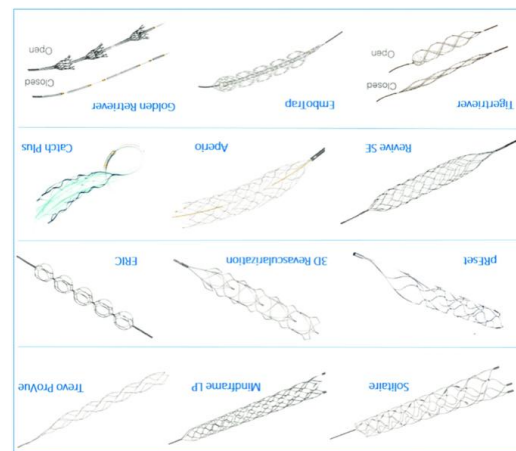 Solitaire
Mindframe LP
Trevo ProVue
pREset
3D Revascularization
ERIC
Revive SE
Aperio
Catch Plus
Tigertriever
Closed
Open
EmboTrap
Golden Retriever
Closed
Open